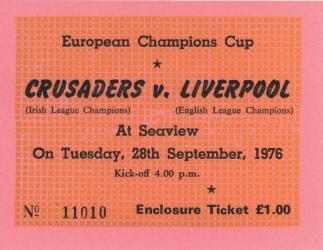 European Champions Cup
★
CRUSADERS v. LIVERPOOL
(Irish League Champions) (English League Champions)
At Seaview
On Tuesday, 28th September, 1976
Kick-off 4.00 p.m.
★
Nº 11010 Enclosure Ticket £1.00